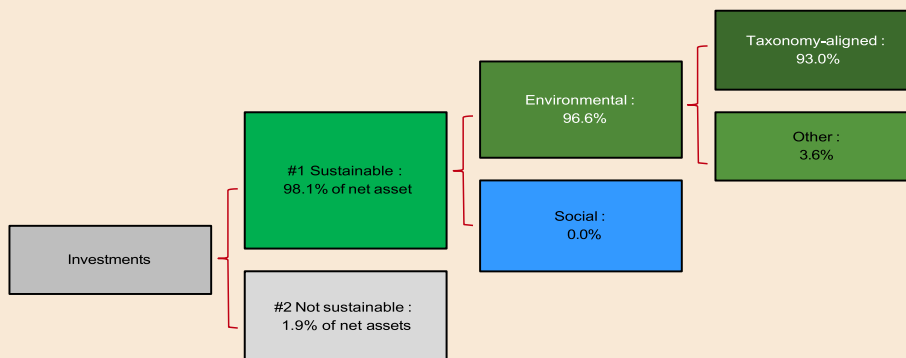 Taxonomy-aligned :
93.0%
Environmental :
96.6%
Other :
3.6%
#1 Sustainable :
98.1% of net asset
Social :
0.0%
Investments
#2 Not sustainable :
1.9% of net assets